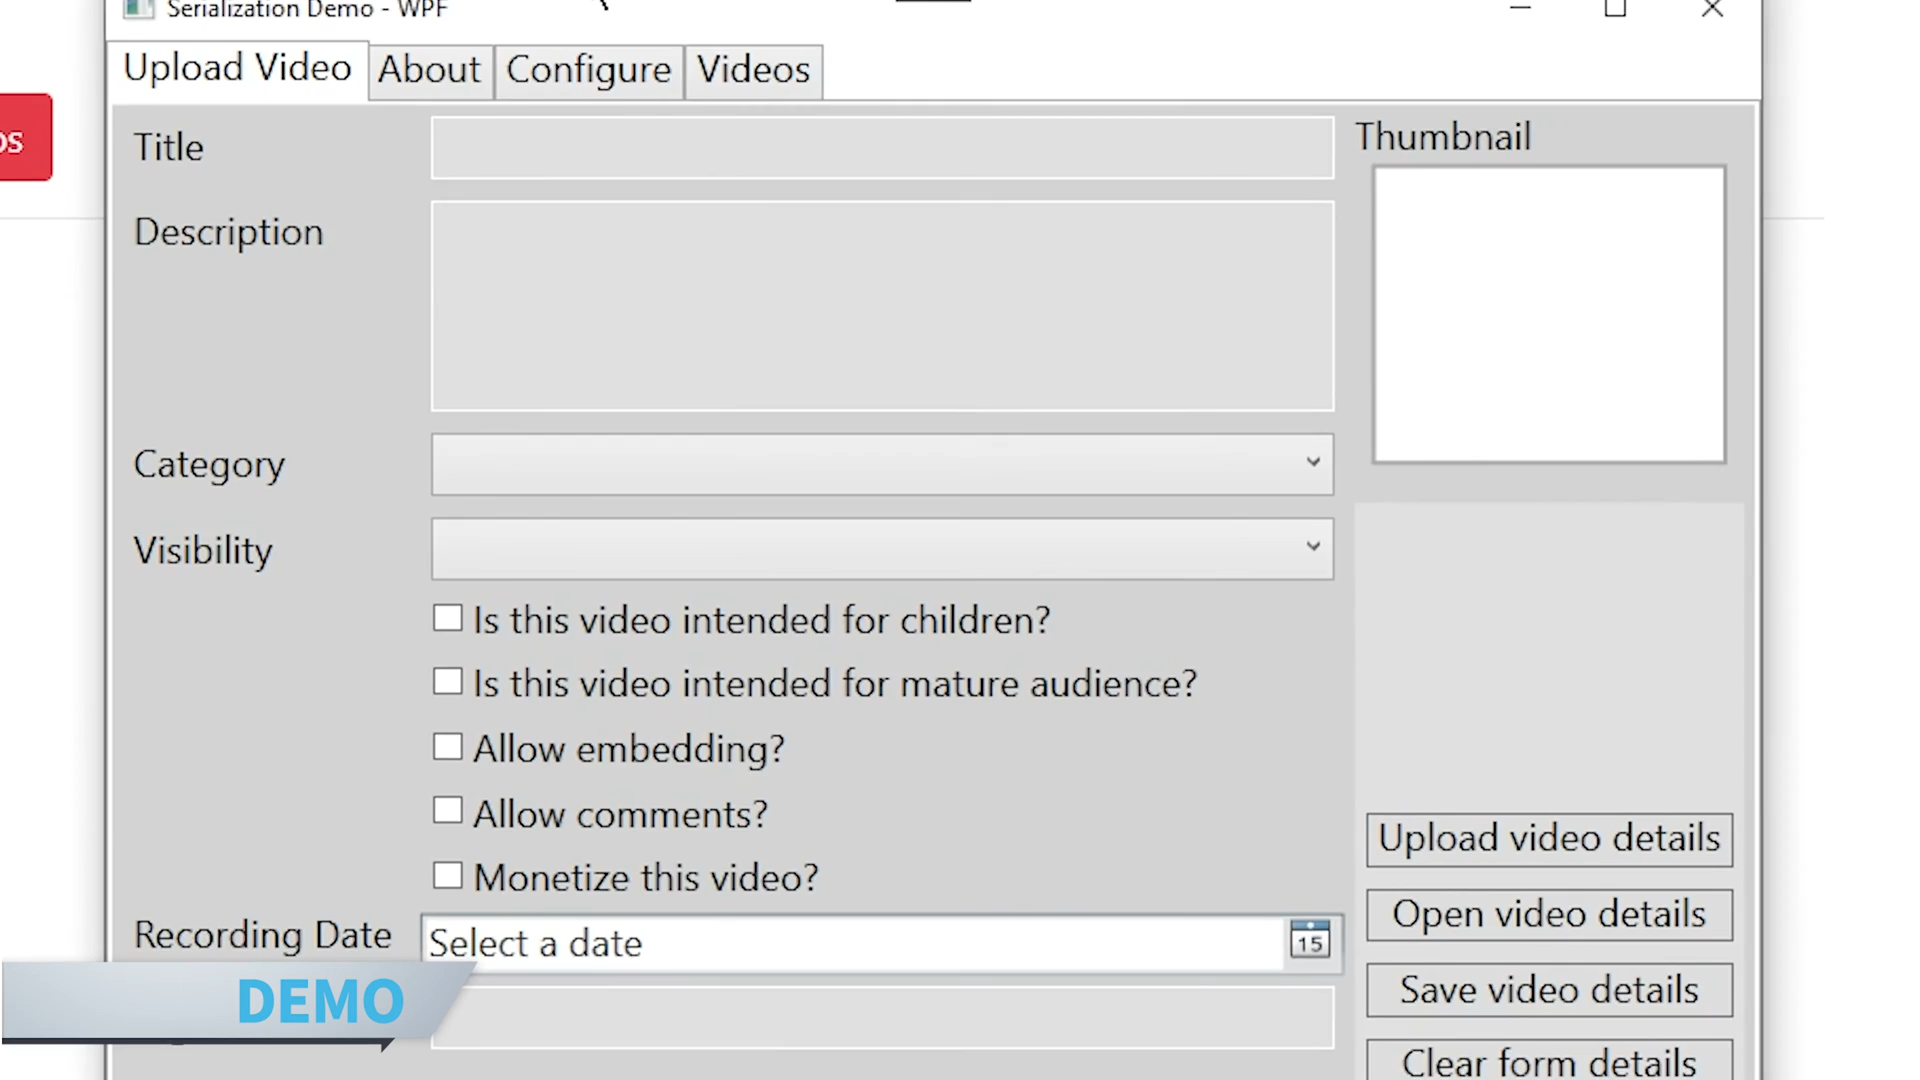 Serialization Demo - WPF
Upload Video
About
Configure
Videos
os
Title
Thumbnail
Description
Category
Visibility
Is this video intended for children?
Is this video intended for mature audience?
Allow embedding?
Allow comments?
Monetize this video?
Recording Date
Select a date
15
Upload video details
Open video details
Save video details
Clear form details
DEMO